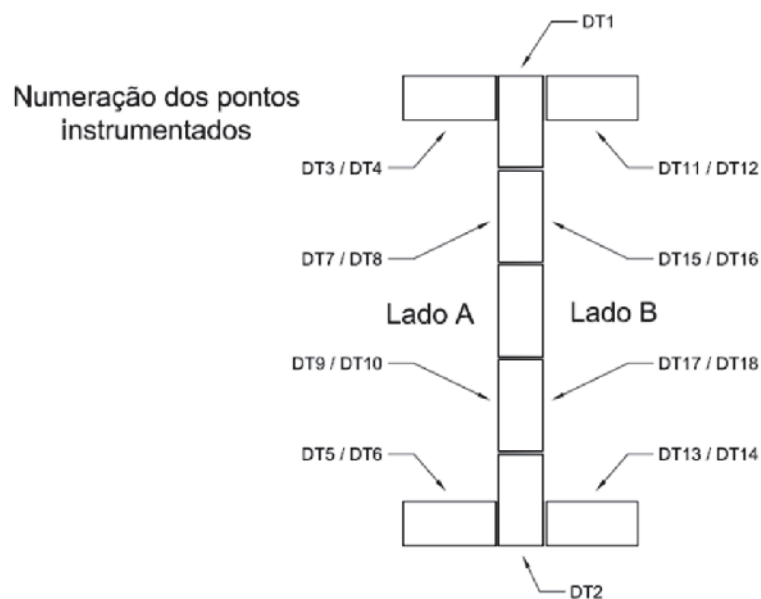 DT1
Numeração dos pontos
instrumentados
DT3 / DT4
DT11 / DT12
DT7 / DT8
DT15 / DT16
Lado A
Lado B
DT9 / DT10
DT17 / DT18
DT5 / DT6
DT13 / DT14
DT2